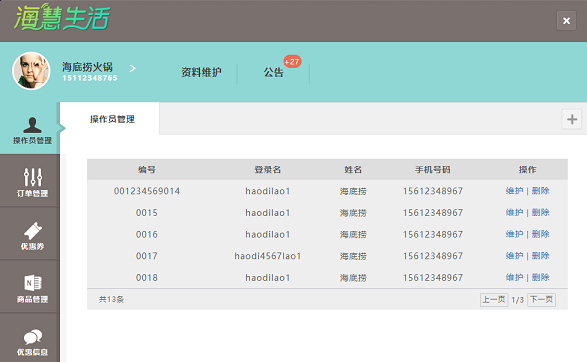 海慧生活
×
海底捞火锅
15112348765
资料维护
公告
+27
操作员管理
订单管理
优惠券
商品管理
优惠信息
操作员管理
编号 登录名 姓名 手机号码 操作
001234569014 haodilao1 海底捞 15612348967 维护 | 删除
0015 haodilao1 海底捞 15612348967 维护 | 删除
0016 haodilao1 海底捞 15612348967 维护 | 删除
0017 haodi4567lao1 海底捞 15612348967 维护 | 删除
0018 haodilao1 海底捞 15612348967 维护 | 删除
共13条 上一页 1/3 下一页